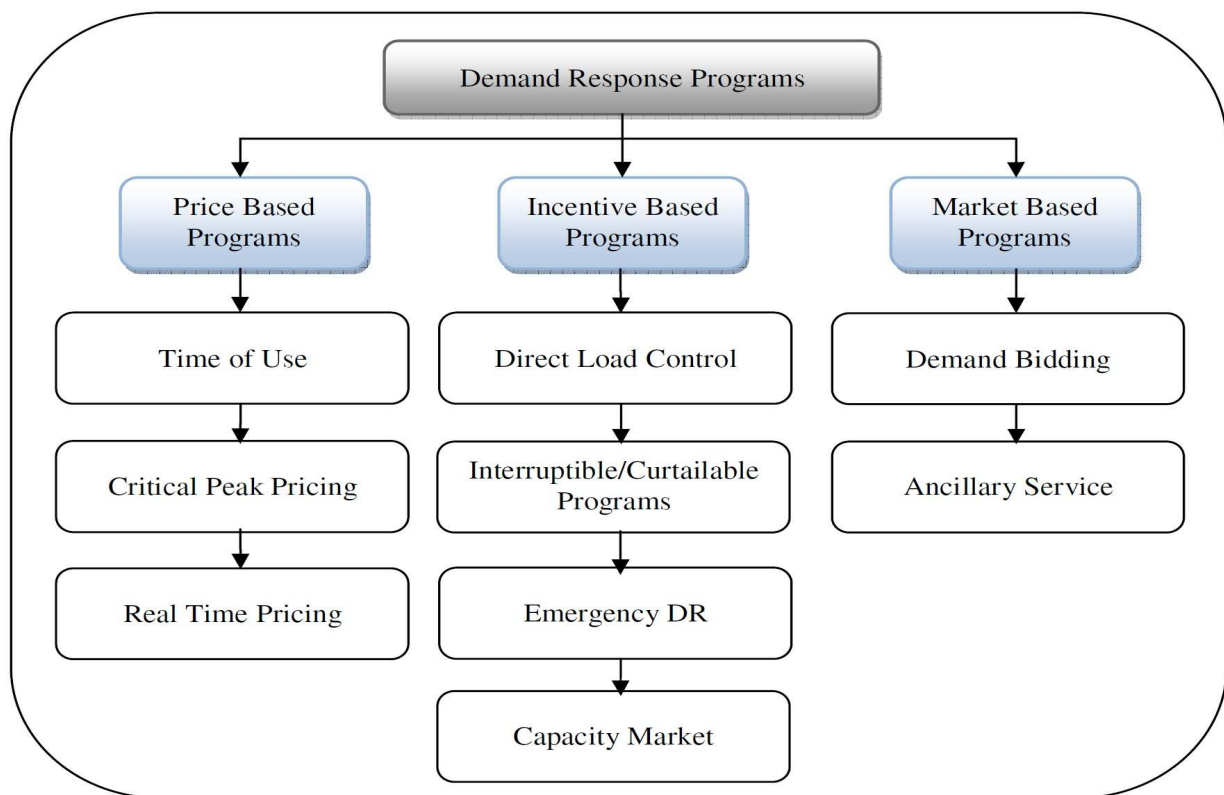 Demand Response Programs
Price Based
Programs
Incentive Based
Programs
Market Based
Programs
Time of Use
Direct Load Control
Demand Bidding
Critical Peak Pricing
Interruptible/Curtailable
Programs
Ancillary Service
Real Time Pricing
Emergency DR
Capacity Market